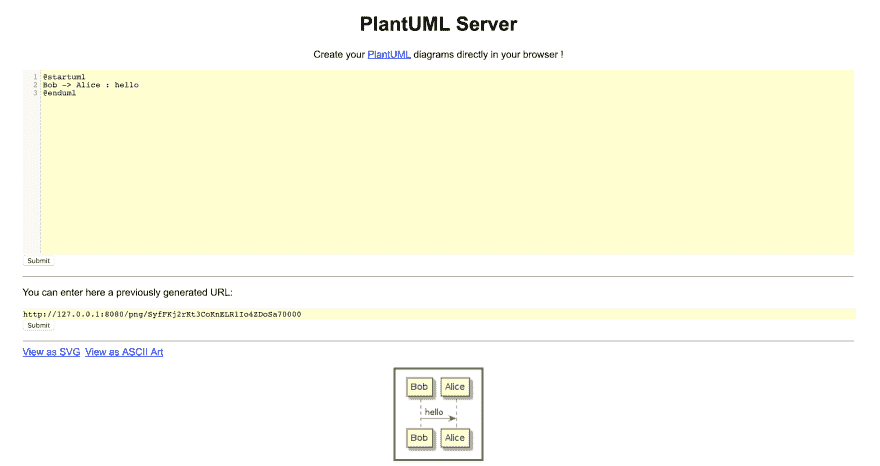 PlantUML Server
Create your PlantUML diagrams directly in your browser !
1 @startuml
2 Bob -> Alice : hello
3 @enduml
Submit
You can enter here a previously generated URL:
http://127.0.0.1:8080/png/SyfFKj2rKt3CoKnELR1Io4ZDoSa70000
Submit
View as SVG View as ASCII Art
Bob Alice
hello
Bob Alice